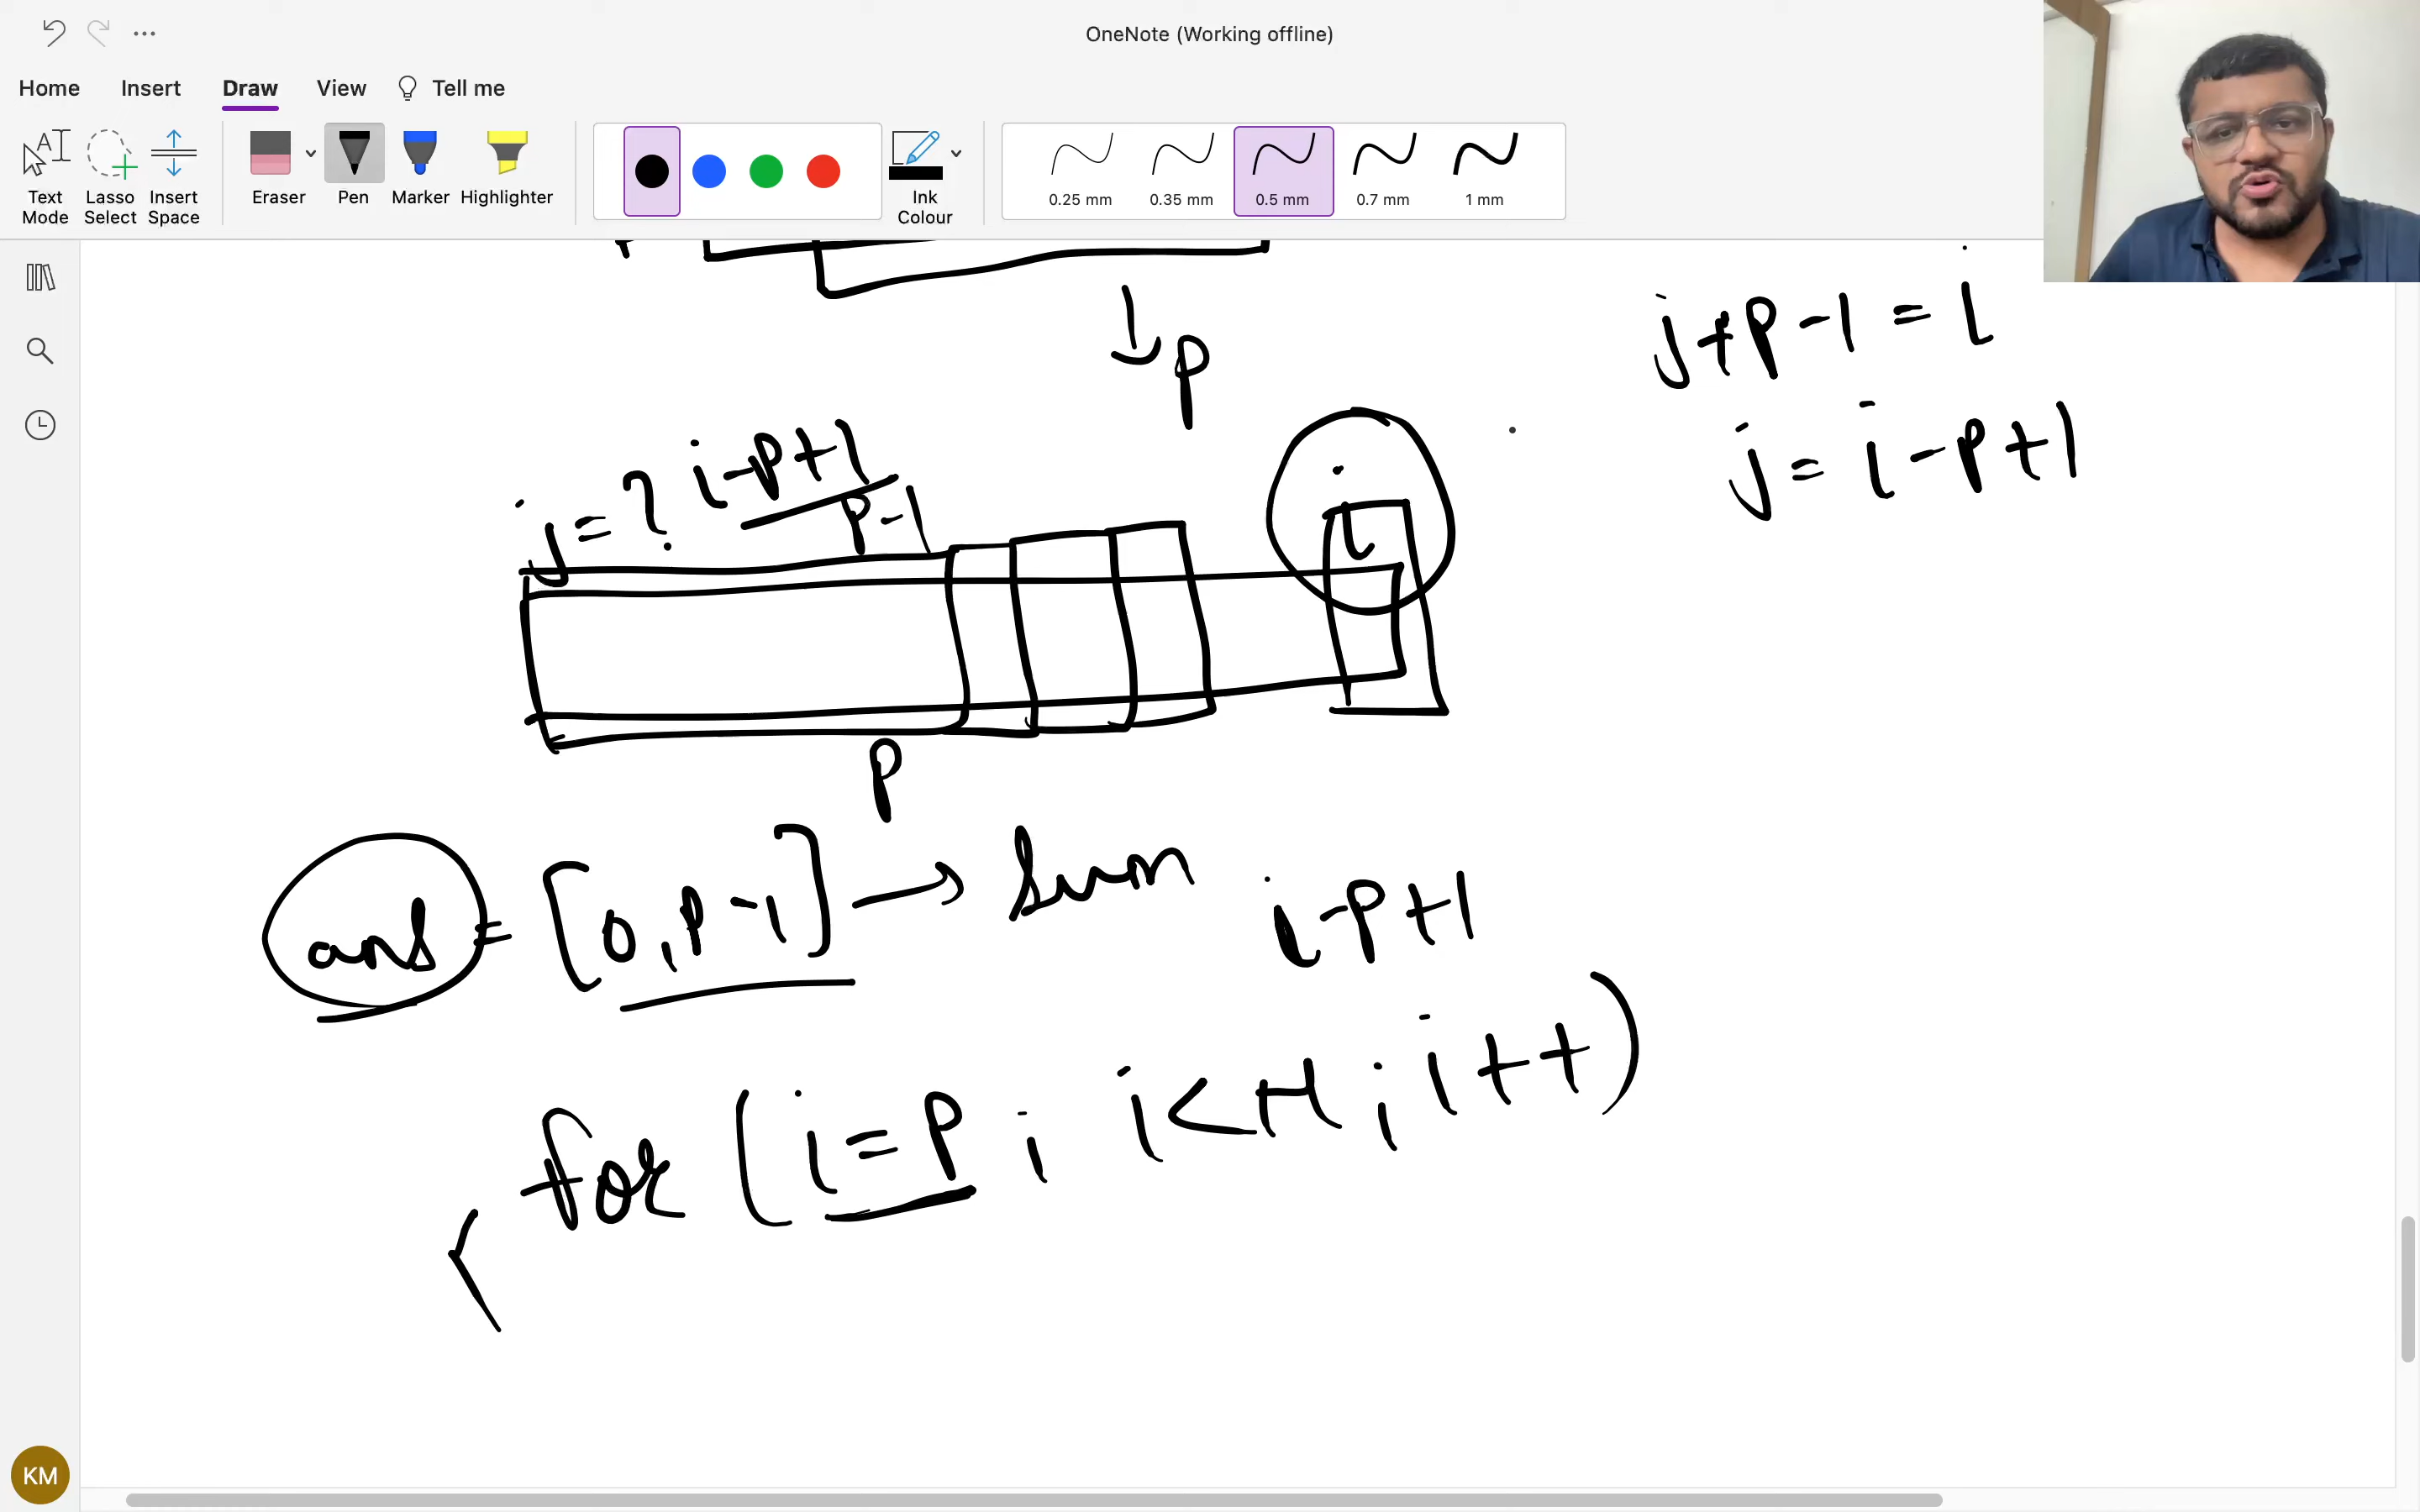 OneNote (Working offline)
Home Insert Draw View Tell me
Text Mode
Lasso Select
Insert Space
Eraser
Pen
Marker
Highlighter
Ink Colour
0.25 mm
0.35 mm
0.5 mm
0.7 mm
1 mm
p
j+p-1=i
j=i-p+1
j=? i-p+1
p-1
i
p
ans=[0,p-1]→sum
i-p+1
for(i=p; i<n; i++)
KM